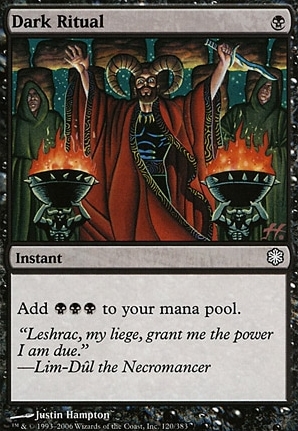 Dark Ritual
Instant
Add to your mana pool.
"Leshrac, my liege, grant me the power
I am due."
—Lim-Dûl the Necromancer
Justin Hampton
™ & © 1993–2006 Wizards of the Coast, Inc. 120/383